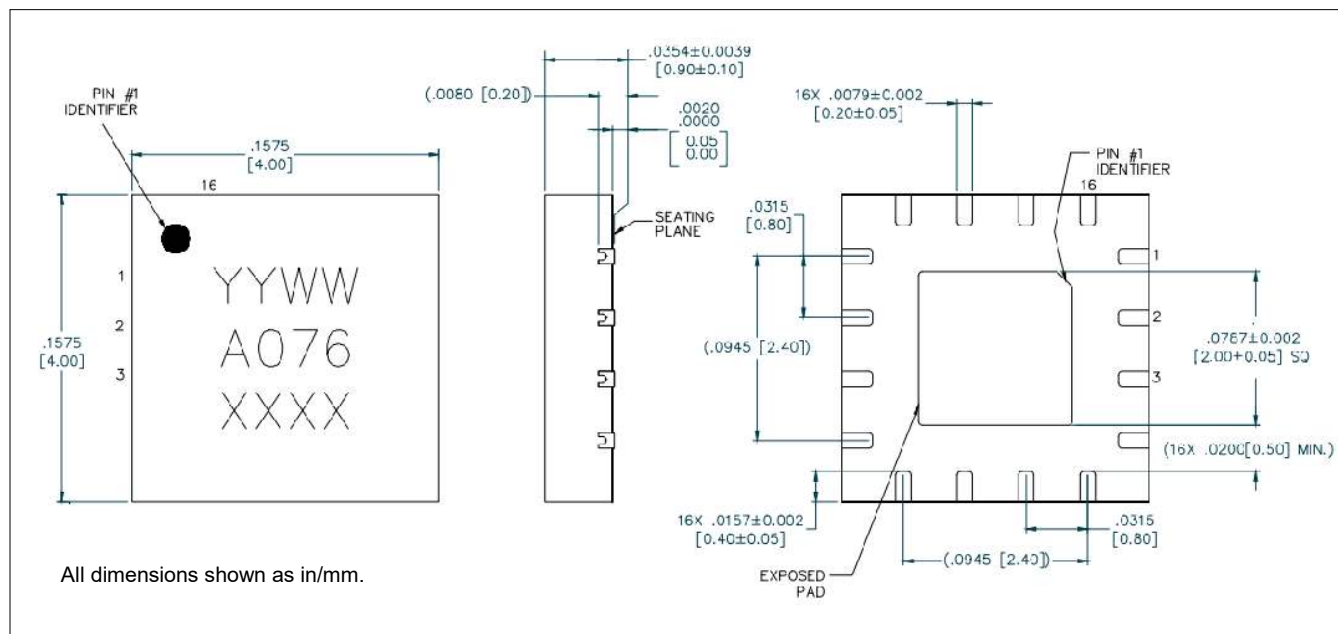 PIN #1
IDENTIFIER
.1575
[4.00]
16
1
2
3
.1575
[4.00]
YYWW
A076
XXXX
All dimensions shown as in/mm.
.0354±0.0039
[0.90±0.10]
(.0080 [0.20])
.0020
.0000
[0.05
0.00]
SEATING
PLANE
16X .0079±0.002
[0.20±0.05]
PIN #1
IDENTIFIER
16
.0315
[0.80]
1
2
3
(.0945 [2.40])
.0787±0.002
[2.00±0.05] SQ
(16X .0200[0.50] MIN.)
16X .0157±0.002
[0.40±0.05]
.0315
[0.80]
(.0945 [2.40])
EXPOSED
PAD